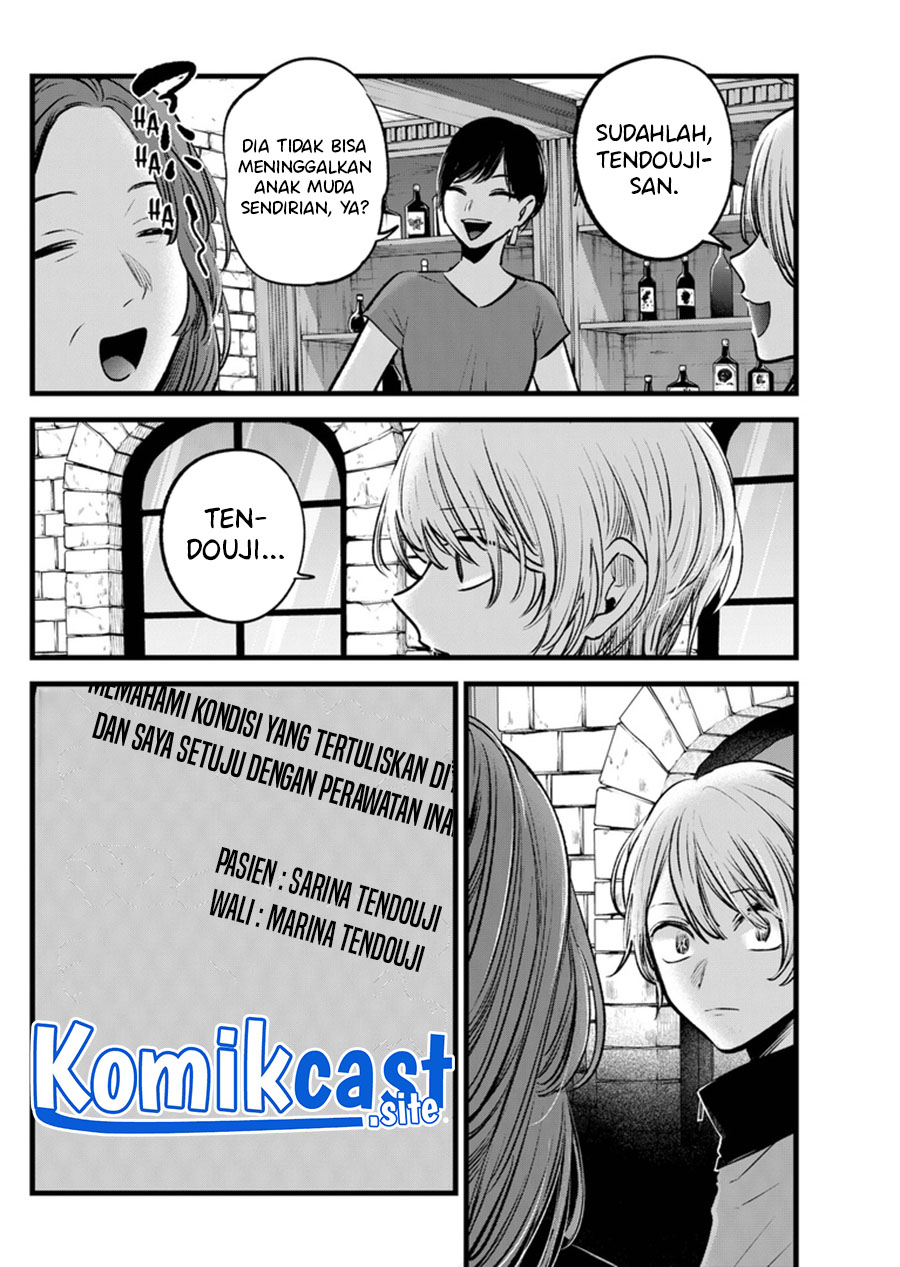 SUDAHLAH,
TENDOUJI-
SAN.
DIA TIDAK BISA
MENINGGALKAN
ANAK MUDA
SENDIRIAN, YA?
HA
HA
HA
TEN-
DOUJI...
MEMAHAMI KONDISI YANG TERTULISKAN DI
DAN SAYA SETUJU DENGAN PERAWATAN INA
PASIEN : SARINA TENDOUJI
WALI : MARINA TENDOUJI
Komikcast
.site